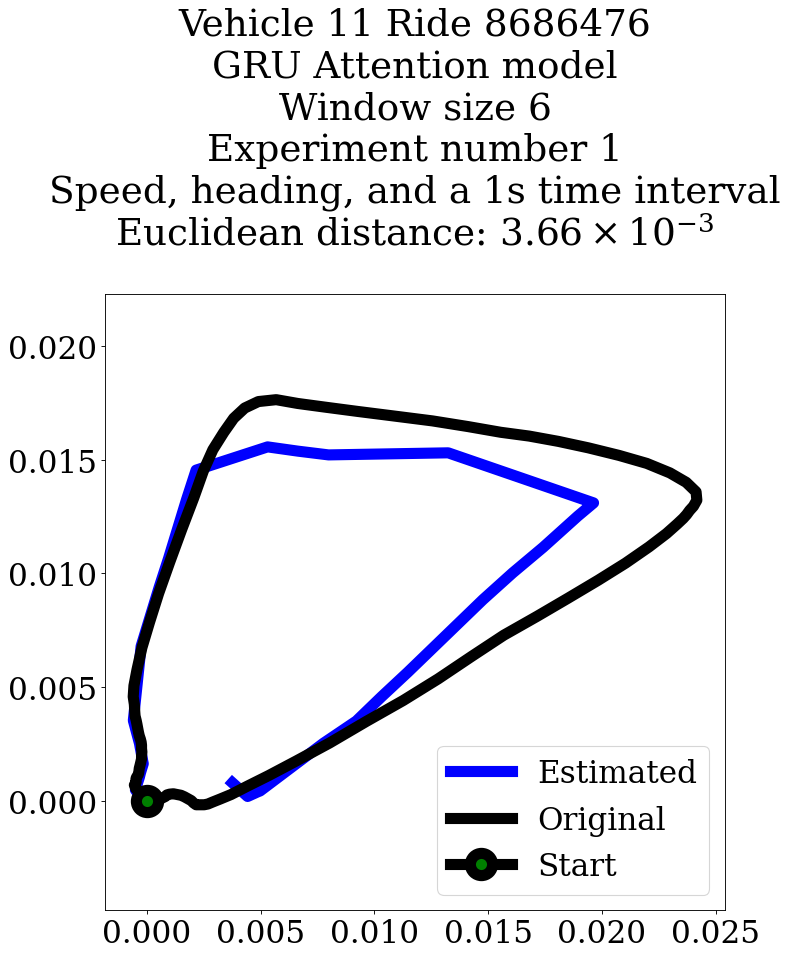 Vehicle 11 Ride 8686476
GRU Attention model
Window size 6
Experiment number 1
Speed, heading, and a 1s time interval
Euclidean distance: 3.66 × 10⁻³
0.020
0.015
0.010
0.005
0.000
Estimated
Original
Start
0.000 0.005 0.010 0.015 0.020 0.025